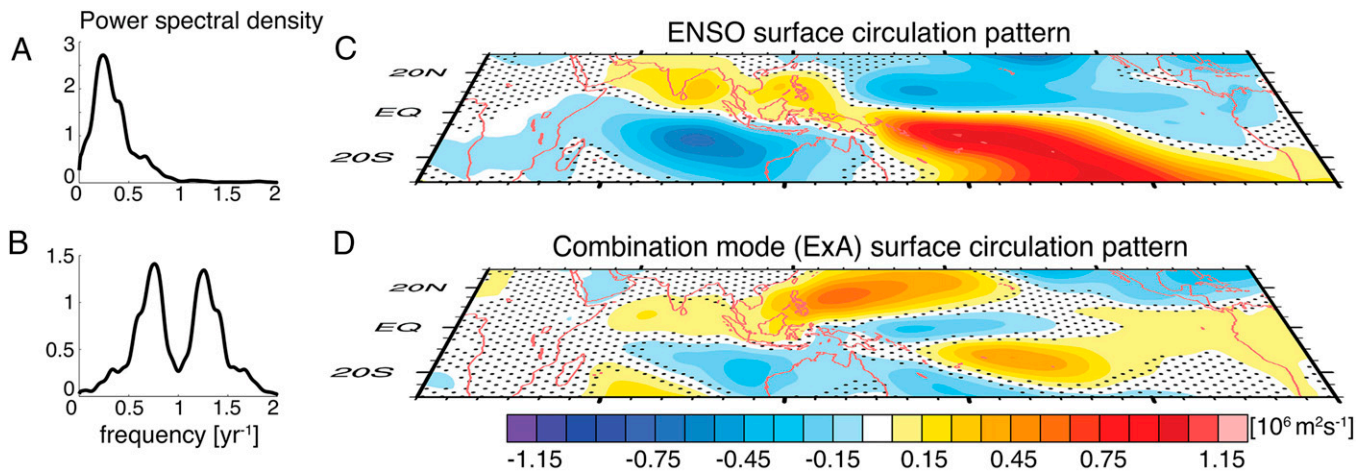 Power spectral density
A
3
2
1
0
0 0.5 1 1.5 2
B
1.5
1
0.5
0
0 0.5 1 1.5 2
frequency [yr⁻¹]
C
ENSO surface circulation pattern
20N
EQ
20S
D
Combination mode (ExA) surface circulation pattern
20N
EQ
20S
[10⁶ m²s⁻¹]
-1.15 -0.75 -0.45 -0.15 0.15 0.45 0.75 1.15